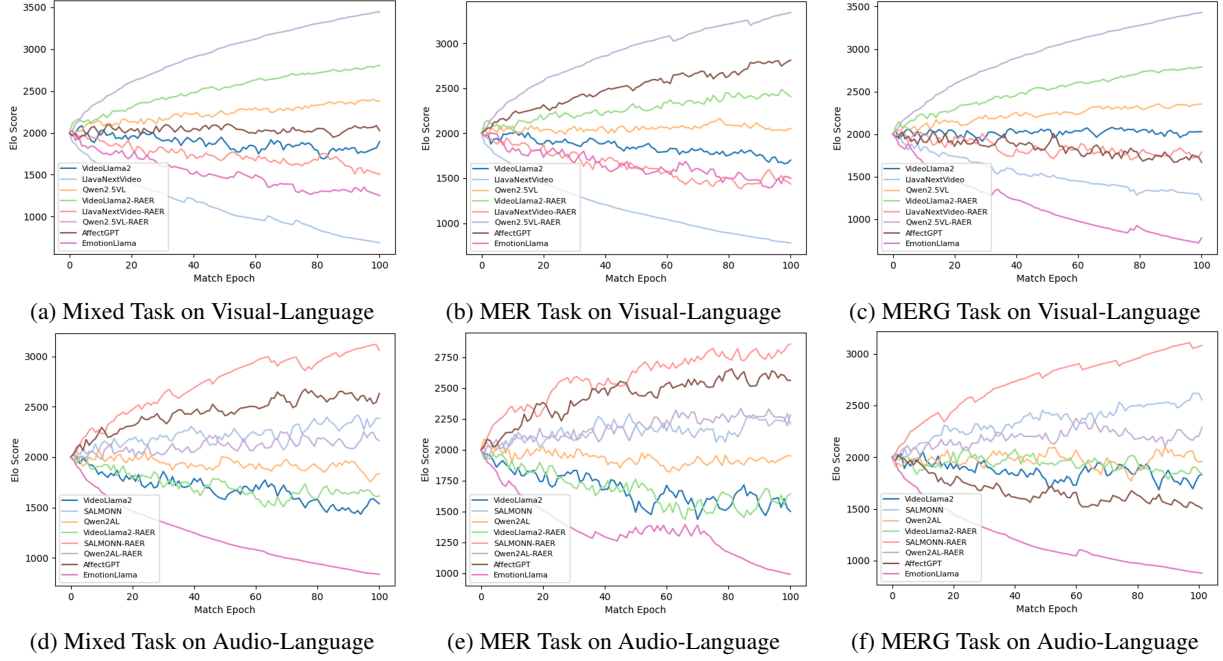 3500
3000
2500
2000
1500
1000
Elo Score
VideoLlama2
LlavaNextVideo
Qwen2.5VL
VideoLlama2-RAER
LlavaNextVideo-RAER
Qwen2.5VL-RAER
AffectGPT
EmotionLlama
0 20 40 60 80 100
Match Epoch
(a) Mixed Task on Visual-Language
3000
2500
2000
1500
1000
Elo Score
VideoLlama2
LlavaNextVideo
Qwen2.5VL
VideoLlama2-RAER
LlavaNextVideo-RAER
Qwen2.5VL-RAER
AffectGPT
EmotionLlama
0 20 40 60 80 100
Match Epoch
(b) MER Task on Visual-Language
3500
3000
2500
2000
1500
1000
Elo Score
VideoLlama2
LlavaNextVideo
Qwen2.5VL
VideoLlama2-RAER
LlavaNextVideo-RAER
Qwen2.5VL-RAER
AffectGPT
EmotionLlama
0 20 40 60 80 100
Match Epoch
(c) MERG Task on Visual-Language
3000
2500
2000
1500
1000
Elo Score
VideoLlama2
SALMONN
Qwen2AL
VideoLlama2-RAER
SALMONN-RAER
Qwen2AL-RAER
AffectGPT
EmotionLlama
0 20 40 60 80 100
Match Epoch
(d) Mixed Task on Audio-Language
2750
2500
2250
2000
1750
1500
1250
1000
Elo Score
VideoLlama2
SALMONN
Qwen2AL
VideoLlama2-RAER
SALMONN-RAER
Qwen2AL-RAER
AffectGPT
EmotionLlama
0 20 40 60 80 100
Match Epoch
(e) MER Task on Audio-Language
3000
2500
2000
1500
1000
Elo Score
VideoLlama2
SALMONN
Qwen2AL
VideoLlama2-RAER
SALMONN-RAER
Qwen2AL-RAER
AffectGPT
EmotionLlama
0 20 40 60 80 100
Match Epoch
(f) MERG Task on Audio-Language